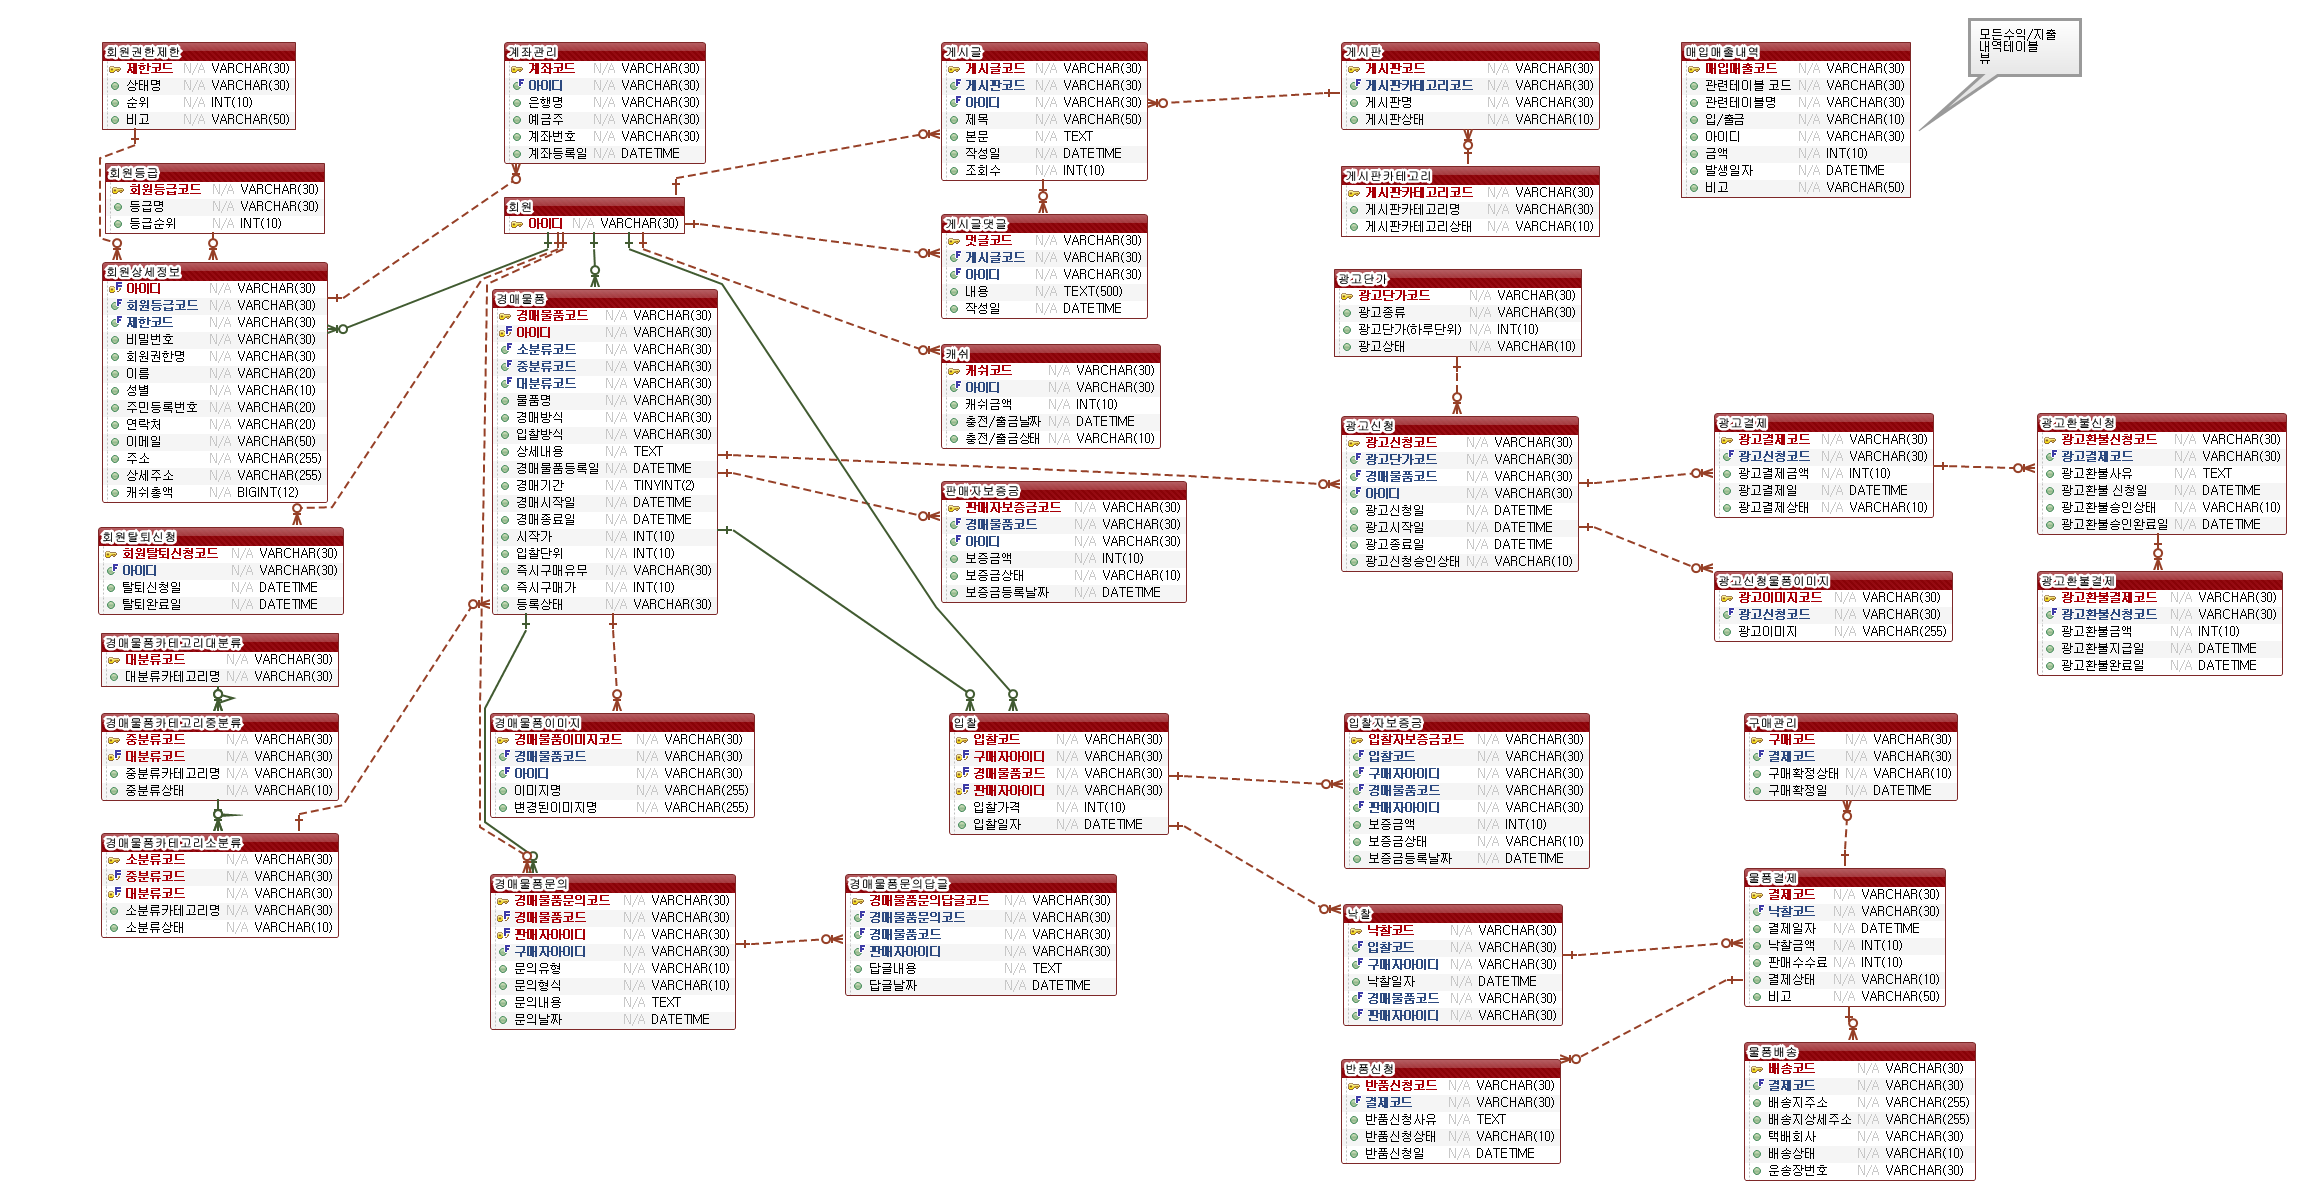 회원권한제한
제한코드 N/A VARCHAR(30)
상태명 N/A VARCHAR(30)
순위 N/A INT(10)
비고 N/A VARCHAR(50)
회원등급
회원등급코드 N/A VARCHAR(30)
등급명 N/A VARCHAR(30)
등급순위 N/A INT(10)
회원상세정보
아이디 N/A VARCHAR(30)
회원등급코드 N/A VARCHAR(30)
제한코드 N/A VARCHAR(30)
비밀번호 N/A VARCHAR(30)
회원권한명 N/A VARCHAR(30)
이름 N/A VARCHAR(20)
성별 N/A VARCHAR(10)
주민등록번호 N/A VARCHAR(20)
연락처 N/A VARCHAR(20)
이메일 N/A VARCHAR(50)
주소 N/A VARCHAR(255)
상세주소 N/A VARCHAR(255)
캐쉬총액 N/A BIGINT(12)
회원탈퇴신청
회원탈퇴신청코드 N/A VARCHAR(30)
아이디 N/A VARCHAR(30)
탈퇴신청일 N/A DATETIME
탈퇴완료일 N/A DATETIME
경매물품카테고리대분류
대분류코드 N/A VARCHAR(30)
대분류카테고리명 N/A VARCHAR(30)
경매물품카테고리중분류
중분류코드 N/A VARCHAR(30)
대분류코드 N/A VARCHAR(30)
중분류카테고리명 N/A VARCHAR(30)
중분류상태 N/A VARCHAR(10)
경매물품카테고리소분류
소분류코드 N/A VARCHAR(30)
중분류코드 N/A VARCHAR(30)
대분류코드 N/A VARCHAR(30)
소분류카테고리명 N/A VARCHAR(30)
소분류상태 N/A VARCHAR(10)
계좌관리
계좌코드 N/A VARCHAR(30)
아이디 N/A VARCHAR(30)
은행명 N/A VARCHAR(30)
예금주 N/A VARCHAR(30)
계좌번호 N/A VARCHAR(30)
계좌등록일 N/A DATETIME
회원
아이디 N/A VARCHAR(30)
경매물품
경매물품코드 N/A VARCHAR(30)
아이디 N/A VARCHAR(30)
소분류코드 N/A VARCHAR(30)
중분류코드 N/A VARCHAR(30)
대분류코드 N/A VARCHAR(30)
물품명 N/A VARCHAR(30)
경매방식 N/A VARCHAR(30)
입찰방식 N/A VARCHAR(30)
상세내용 N/A TEXT
경매물품등록일 N/A DATETIME
경매기간 N/A TINYINT(2)
경매시작일 N/A DATETIME
경매종료일 N/A DATETIME
시작가 N/A INT(10)
입찰단위 N/A INT(10)
즉시구매유무 N/A VARCHAR(30)
즉시구매가 N/A INT(10)
등록상태 N/A VARCHAR(30)
경매물품이미지
경매물품이미지코드 N/A VARCHAR(30)
경매물품코드 N/A VARCHAR(30)
아이디 N/A VARCHAR(30)
이미지명 N/A VARCHAR(255)
변경된이미지명 N/A VARCHAR(255)
경매물품문의
경매물품문의코드 N/A VARCHAR(30)
경매물품코드 N/A VARCHAR(30)
판매자아이디 N/A VARCHAR(30)
구매자아이디 N/A VARCHAR(30)
문의유형 N/A VARCHAR(10)
문의형식 N/A VARCHAR(10)
문의내용 N/A TEXT
문의날짜 N/A DATETIME
경매물품문의답글
경매물품문의답글코드 N/A VARCHAR(30)
경매물품문의코드 N/A VARCHAR(30)
경매물품코드 N/A VARCHAR(30)
판매자아이디 N/A VARCHAR(30)
답글내용 N/A TEXT
답글날짜 N/A DATETIME
게시글
게시글코드 N/A VARCHAR(30)
게시판코드 N/A VARCHAR(30)
아이디 N/A VARCHAR(30)
제목 N/A VARCHAR(50)
본문 N/A TEXT
작성일 N/A DATETIME
조회수 N/A INT(10)
게시글댓글
댓글코드 N/A VARCHAR(30)
게시글코드 N/A VARCHAR(30)
아이디 N/A VARCHAR(30)
내용 N/A TEXT(500)
작성일 N/A DATETIME
캐쉬
캐쉬코드 N/A VARCHAR(30)
아이디 N/A VARCHAR(30)
캐쉬금액 N/A INT(10)
충전/출금날짜 N/A DATETIME
충전/출금상태 N/A VARCHAR(10)
판매자보증금
판매자보증금코드 N/A VARCHAR(30)
경매물품코드 N/A VARCHAR(30)
아이디 N/A VARCHAR(30)
보증금액 N/A INT(10)
보증금상태 N/A VARCHAR(10)
보증금등록날짜 N/A DATETIME
입찰
입찰코드 N/A VARCHAR(30)
구매자아이디 N/A VARCHAR(30)
경매물품코드 N/A VARCHAR(30)
판매자아이디 N/A VARCHAR(30)
입찰가격 N/A INT(10)
입찰일자 N/A DATETIME
게시판
게시판코드 N/A VARCHAR(30)
게시판카테고리코드 N/A VARCHAR(30)
게시판명 N/A VARCHAR(30)
게시판상태 N/A VARCHAR(10)
게시판카테고리
게시판카테고리코드 N/A VARCHAR(30)
게시판카테고리명 N/A VARCHAR(30)
게시판카테고리상태 N/A VARCHAR(10)
광고단가
광고단가코드 N/A VARCHAR(30)
광고종류 N/A VARCHAR(30)
광고단가(하루단위) N/A INT(10)
광고상태 N/A VARCHAR(10)
광고신청
광고신청코드 N/A VARCHAR(30)
광고단가코드 N/A VARCHAR(30)
경매물품코드 N/A VARCHAR(30)
아이디 N/A VARCHAR(30)
광고신청일 N/A DATETIME
광고시작일 N/A DATETIME
광고종료일 N/A DATETIME
광고신청승인상태 N/A VARCHAR(10)
입찰자보증금
입찰자보증금코드 N/A VARCHAR(30)
입찰코드 N/A VARCHAR(30)
구매자아이디 N/A VARCHAR(30)
경매물품코드 N/A VARCHAR(30)
판매자아이디 N/A VARCHAR(30)
보증금액 N/A INT(10)
보증금상태 N/A VARCHAR(10)
보증금등록날짜 N/A DATETIME
낙찰
낙찰코드 N/A VARCHAR(30)
입찰코드 N/A VARCHAR(30)
구매자아이디 N/A VARCHAR(30)
낙찰일자 N/A DATETIME
경매물품코드 N/A VARCHAR(30)
판매자아이디 N/A VARCHAR(30)
반품신청
반품신청코드 N/A VARCHAR(30)
결제코드 N/A VARCHAR(30)
반품신청사유 N/A TEXT
반품신청상태 N/A VARCHAR(10)
반품신청일 N/A DATETIME
매입매출내역
매입매출코드 N/A VARCHAR(30)
관련테이블 코드 N/A VARCHAR(30)
관련테이블명 N/A VARCHAR(30)
입/출금 N/A VARCHAR(10)
아이디 N/A VARCHAR(30)
금액 N/A INT(10)
발생일자 N/A DATETIME
비고 N/A VARCHAR(50)
모든수익/지출
내역테이블
뷰
광고결제
광고결제코드 N/A VARCHAR(30)
광고신청코드 N/A VARCHAR(30)
광고결제금액 N/A INT(10)
광고결제일 N/A DATETIME
광고결제상태 N/A VARCHAR(10)
광고신청물품이미지
광고이미지코드 N/A VARCHAR(30)
광고신청코드 N/A VARCHAR(30)
광고이미지 N/A VARCHAR(255)
광고환불신청
광고환불신청코드 N/A VARCHAR(30)
광고결제코드 N/A VARCHAR(30)
광고환불사유 N/A TEXT
광고환불 신청일 N/A DATETIME
광고환불승인상태 N/A VARCHAR(10)
광고환불승인완료일 N/A DATETIME
광고환불결제
광고환불결제코드 N/A VARCHAR(30)
광고환불신청코드 N/A VARCHAR(30)
광고환불금액 N/A INT(10)
광고환불지급일 N/A DATETIME
광고환불완료일 N/A DATETIME
구매관리
구매코드 N/A VARCHAR(30)
결제코드 N/A VARCHAR(30)
구매확정상태 N/A VARCHAR(10)
구매확정일 N/A DATETIME
물품결제
결제코드 N/A VARCHAR(30)
낙찰코드 N/A VARCHAR(30)
결제일자 N/A DATETIME
낙찰금액 N/A INT(10)
판매수수료 N/A INT(10)
결제상태 N/A VARCHAR(10)
비고 N/A VARCHAR(50)
물품배송
배송코드 N/A VARCHAR(30)
결제코드 N/A VARCHAR(30)
배송지주소 N/A VARCHAR(255)
배송지상세주소 N/A VARCHAR(255)
택배회사 N/A VARCHAR(30)
배송상태 N/A VARCHAR(10)
운송장번호 N/A VARCHAR(30)